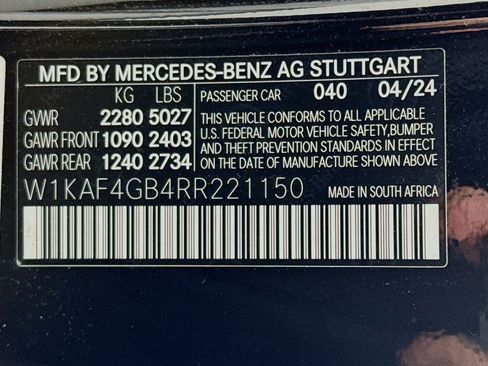 MFD BY MERCEDES-BENZ AG STUTTGART
KG LBS
GVWR 2280 5027
GAWR FRONT 1090 2403
GAWR REAR 1240 2734
PASSENGER CAR 040 04/24
THIS VEHICLE CONFORMS TO ALL APPLICABLE
U.S. FEDERAL MOTOR VEHICLE SAFETY,BUMPER
AND THEFT PREVENTION STANDARDS IN EFFECT
ON THE DATE OF MANUFACTURE SHOWN ABOVE.
W1KAF4GB4RR221150 MADE IN SOUTH AFRICA